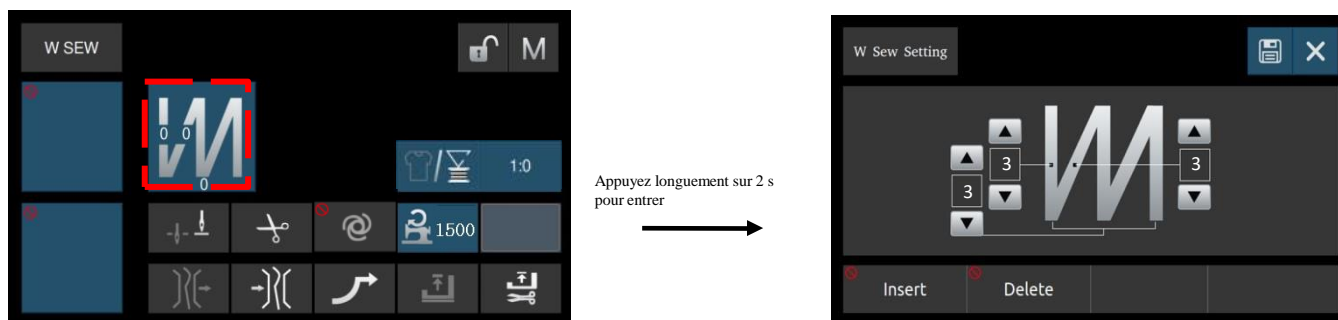 W SEW
M
0 0
0
1:0
1500
Appuyez longuement sur 2 s
pour entrer
W Sew Setting
3
3
3
Insert
Delete